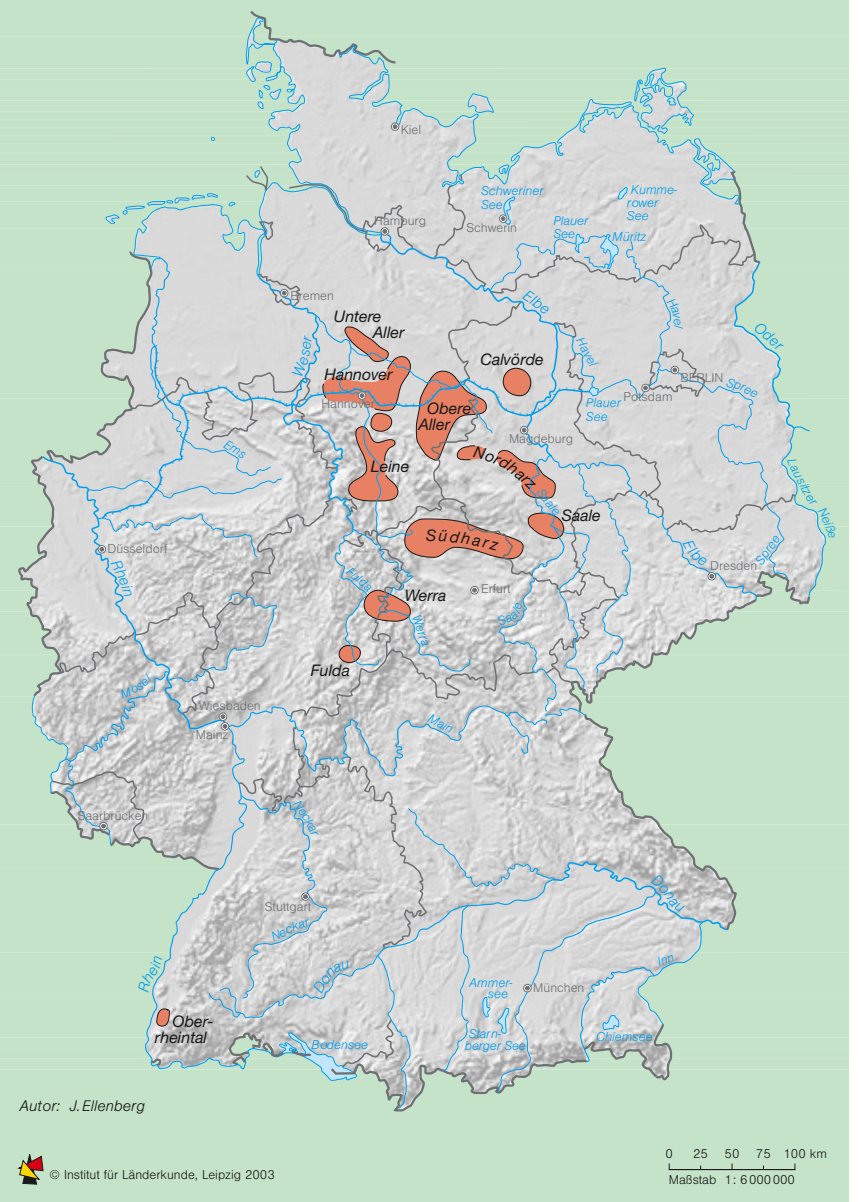 Kiel
Schweriner
See
Kumme-
rower
See
Plauer
See
Müritz
Schwerin
Hamburg
Bremen
Elbe
Havel
Oder
Untere
Aller
Weser
Hannover
Hannover
Calvörde
Havel
BERLIN
Spree
Potsdam
Plauer
See
Obere
Aller
Magdeburg
Ems
Leine
Nordharz
Saale
Saale
Lausitzer Neiße
Südharz
Elbe
Spree
Dresden
Düsseldorf
Rhein
Fulda
Werra
Erfurt
Saale
Werra
Fulda
Mosel
Wiesbaden
Mainz
Main
Saarbrücken
Neckar
Stuttgart
Neckar
Donau
Donau
Rhein
Inn
Ammer-
see
München
Starn-
berger See
Chiemsee
Ober-
rheintal
Bodensee
Autor: J. Ellenberg
© Institut für Länderkunde, Leipzig 2003
0 25 50 75 100 km
Maßstab 1: 6 000 000